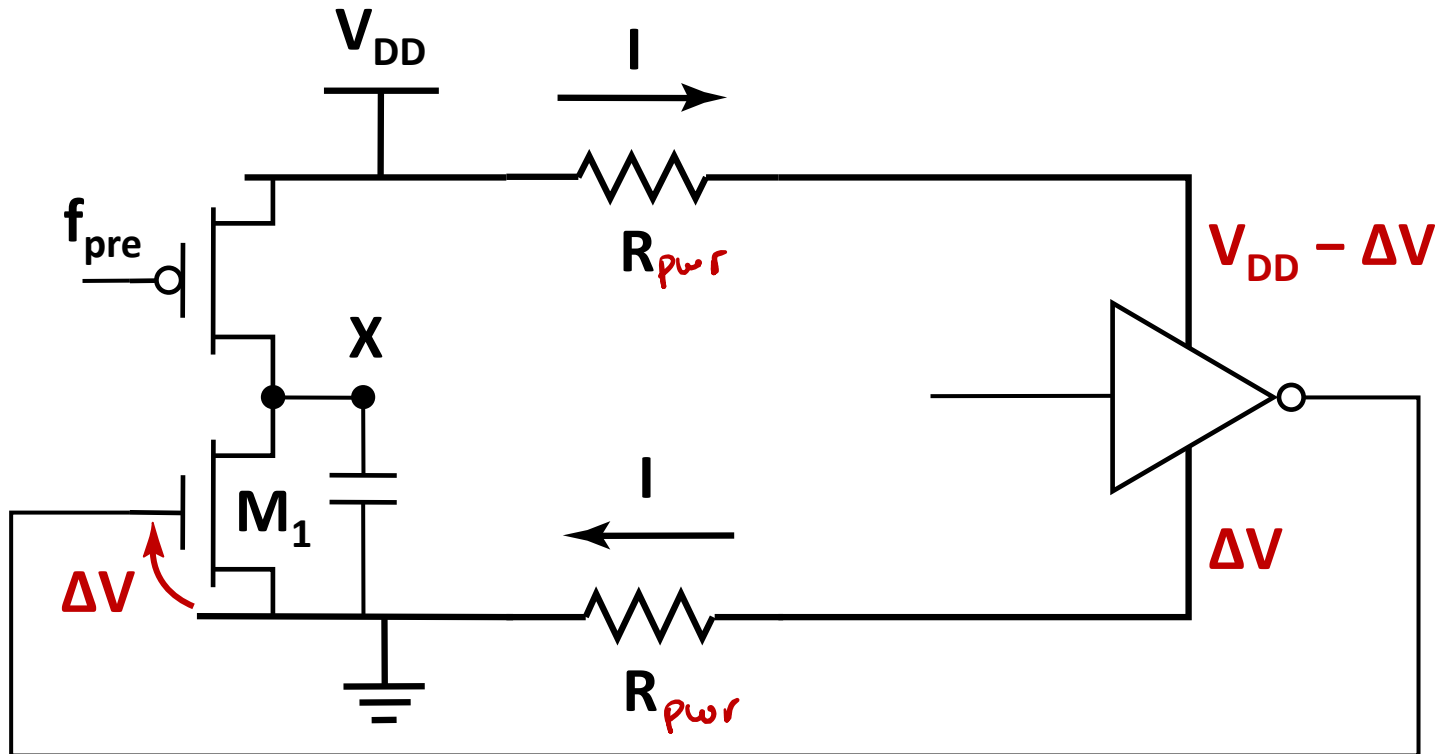 V_DD
I
f_pre
R_pwr
V_DD − ΔV
X
I
M_1
ΔV
ΔV
R_pwr